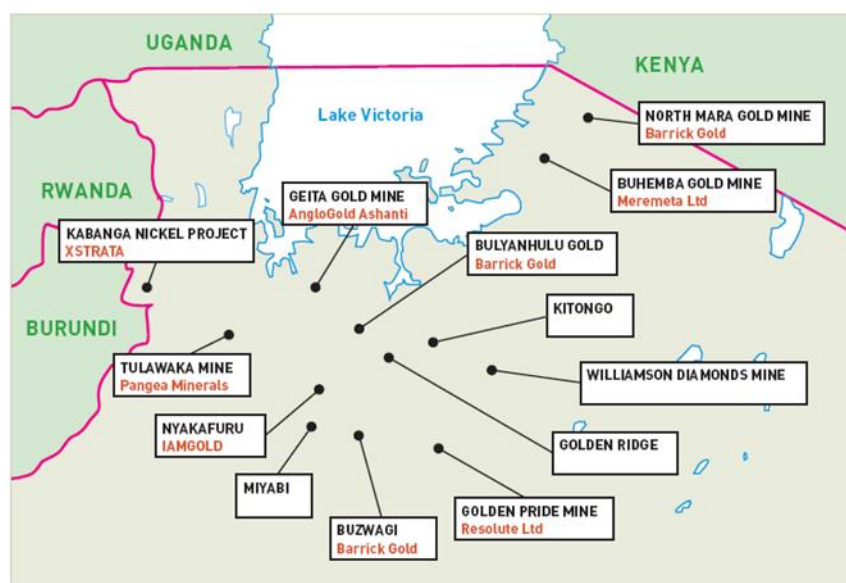 UGANDA
KENYA
Lake Victoria
NORTH MARA GOLD MINE
Barrick Gold
BUHEMBA GOLD MINE
Meremeta Ltd
RWANDA
GEITA GOLD MINE
AngloGold Ashanti
KABANGA NICKEL PROJECT
XSTRATA
BULYANHULU GOLD
Barrick Gold
KITONGO
BURUNDI
TULAWAKA MINE
Pangea Minerals
WILLIAMSON DIAMONDS MINE
NYAKAFURU
IAMGOLD
GOLDEN RIDGE
MIYABI
GOLDEN PRIDE MINE
Resolute Ltd
BUZWAGI
Barrick Gold